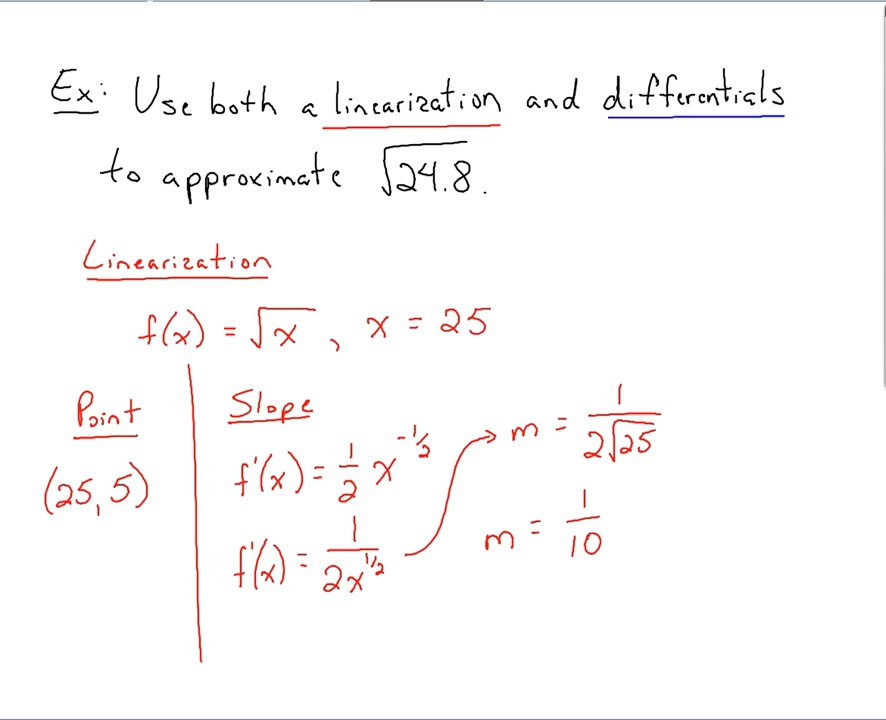 Ex: Use both a linearization and differentials
to approximate √24.8.
Linearization
f(x) = √x , x = 25
Point
(25, 5)
Slope
f'(x) = 1/2 x^-1/2
f'(x) = 1/2x^1/2
m = 1/2√25
m = 1/10